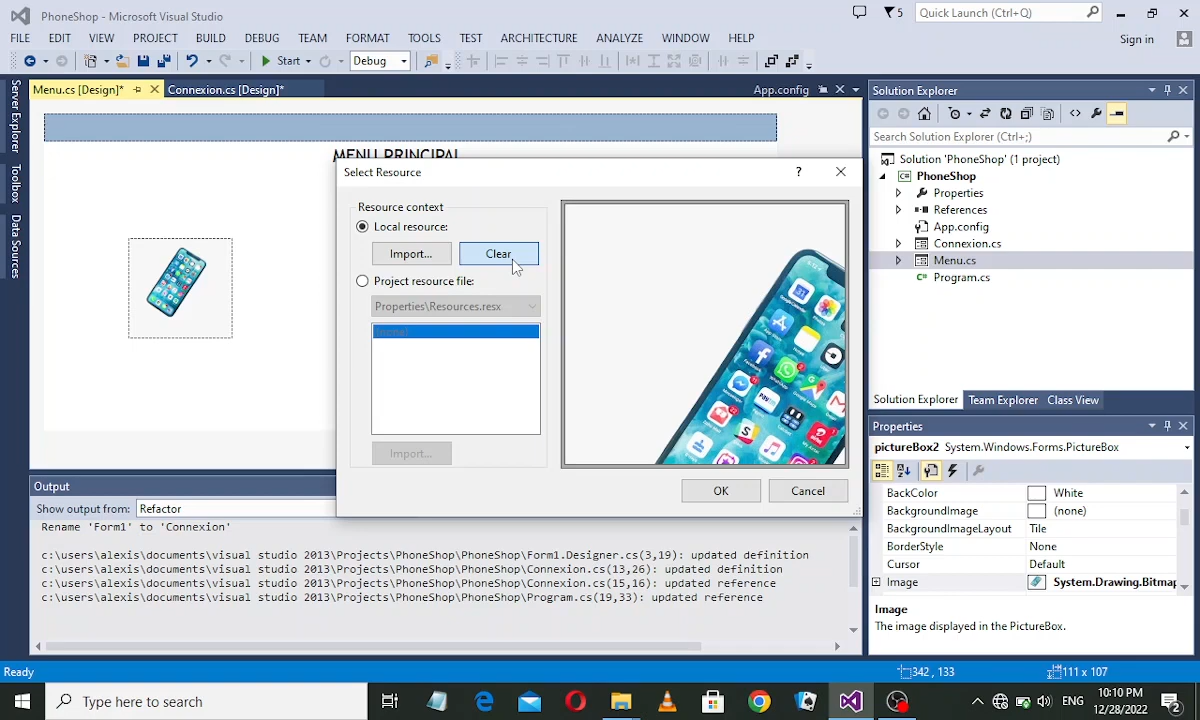 PhoneShop - Microsoft Visual Studio
5
Quick Launch (Ctrl+Q)
FILE EDIT VIEW PROJECT BUILD DEBUG TEAM FORMAT TOOLS TEST ARCHITECTURE ANALYZE WINDOW HELP
Sign in
Start
Debug
Server Explorer
Toolbox
Data Sources
Menu.cs [Design]*
Connexion.cs [Design]*
App.config
MENU PRINCIPAL
Select Resource
?
Resource context
Local resource:
Import...
Clear
Project resource file:
Properties\Resources.resx
(none)
Import...
OK
Cancel
Solution Explorer
Search Solution Explorer (Ctrl+;)
Solution 'PhoneShop' (1 project)
PhoneShop
Properties
References
App.config
Connexion.cs
Menu.cs
Program.cs
Solution Explorer
Team Explorer
Class View
Properties
pictureBox2 System.Windows.Forms.PictureBox
BackColor White
BackgroundImage (none)
BackgroundImageLayout Tile
BorderStyle None
Cursor Default
Image System.Drawing.Bitmap
Image
The image displayed in the PictureBox.
Output
Show output from: Refactor
Rename 'Form1' to 'Connexion'
c:\users\alexis\documents\visual studio 2013\Projects\PhoneShop\PhoneShop\Form1.Designer.cs(3,19): updated definition
c:\users\alexis\documents\visual studio 2013\Projects\PhoneShop\PhoneShop\Connexion.cs(13,26): updated definition
c:\users\alexis\documents\visual studio 2013\Projects\PhoneShop\PhoneShop\Connexion.cs(15,16): updated reference
c:\users\alexis\documents\visual studio 2013\Projects\PhoneShop\PhoneShop\Program.cs(19,33): updated reference
Ready
342 , 133
111 x 107
Type here to search
ENG
10:10 PM
12/28/2022
2